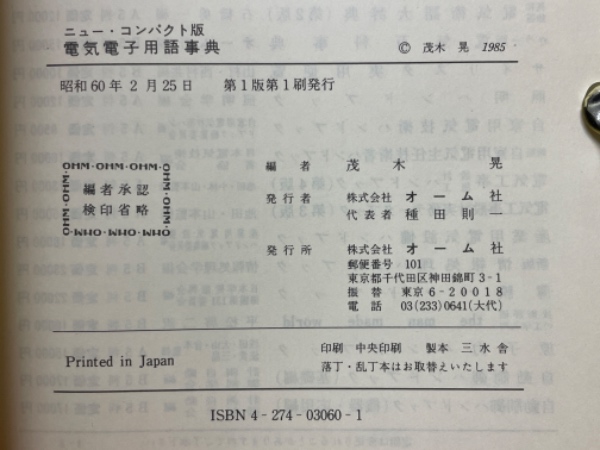 ニュー・コンパクト版
電気電子用語事典
© 茂木 晃 1985
昭和60年2月25日 第1版第1刷発行
OHM・OHM・OHM・OHM
編者承認
検印省略
編者 茂木 晃
発行者 株式会社 オーム社
代表者 種田則一
発行所 株式会社 オーム社
郵便番号 101
東京都千代田区神田錦町3-1
振替 東京6-20018
電話 03(233)0641(大代)
Printed in Japan
印刷 中央印刷 製本 三水舎
落丁・乱丁本はお取替えいたします
ISBN 4-274-03060-1